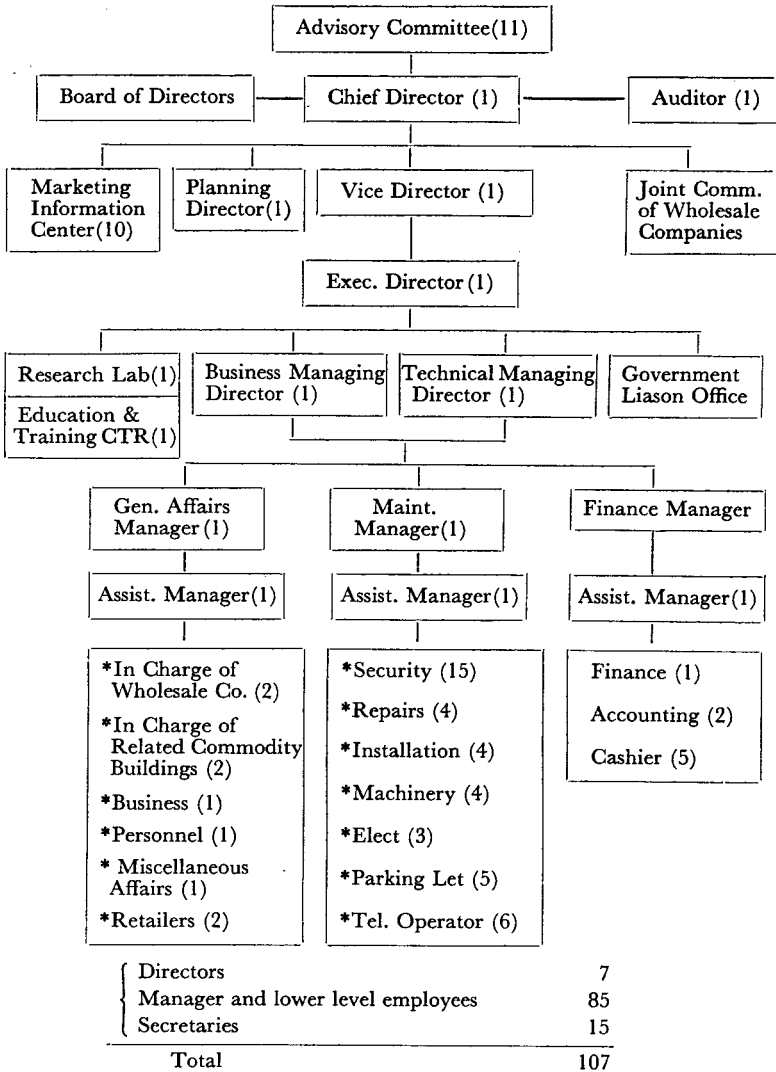 Advisory Committee(11)
Board of Directors
Chief Director (1)
Auditor (1)
Marketing
Information
Center(10)
Planning
Director(1)
Vice Director (1)
Joint Comm.
of Wholesale
Companies
Exec. Director (1)
Research Lab(1)
Education &
Training CTR(1)
Business Managing
Director (1)
Technical Managing
Director (1)
Government
Liason Office
Gen. Affairs
Manager(1)
Maint.
Manager(1)
Finance Manager
Assist. Manager(1)
Assist. Manager(1)
Assist. Manager(1)
*In Charge of
Wholesale Co. (2)
*In Charge of
Related Commodity
Buildings (2)
*Business (1)
*Personnel (1)
* Miscellaneous
Affairs (1)
*Retailers (2)
*Security (15)
*Repairs (4)
*Installation (4)
*Machinery (4)
*Elect (3)
*Parking Let (5)
*Tel. Operator (6)
Finance (1)
Accounting (2)
Cashier (5)
Directors 7
Manager and lower level employees 85
Secretaries 15
Total 107